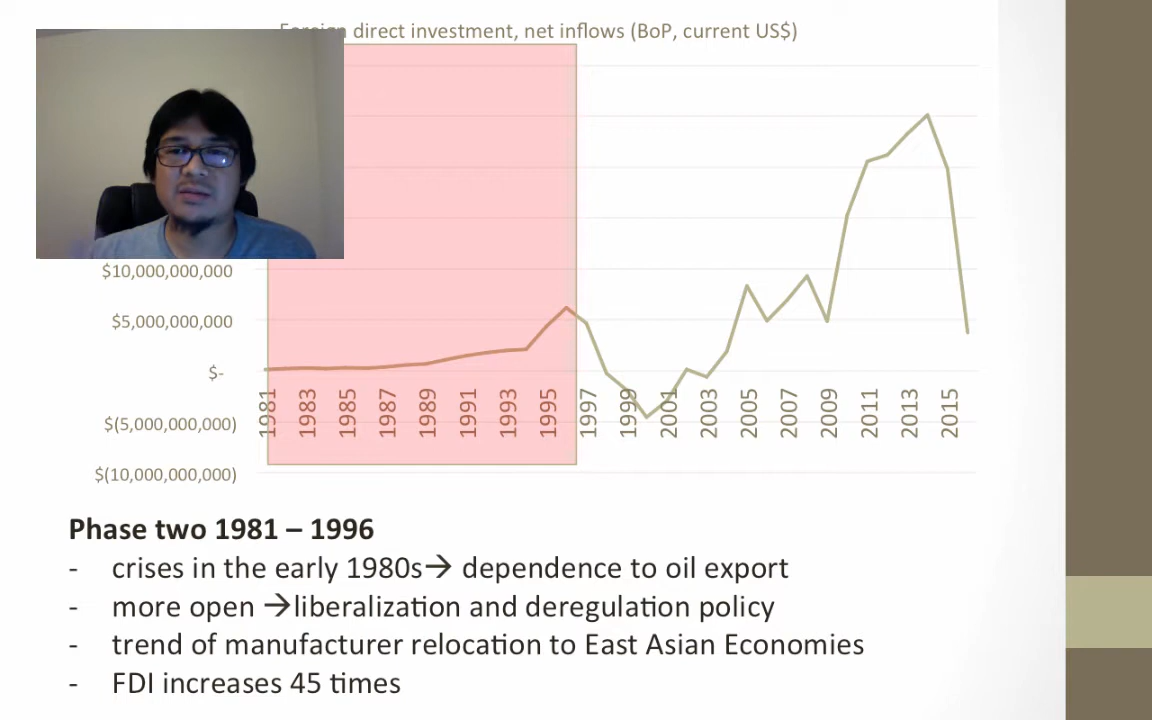 direct investment, net inflows (BoP, current US$)
$10,000,000,000
$5,000,000,000
$-
$(5,000,000,000)
$(10,000,000,000)
1981 1983 1985 1987 1989 1991 1993 1995 1997 1999 2001 2003 2005 2007 2009 2011 2013 2015
Phase two 1981 – 1996
- crises in the early 1980s→ dependence to oil export
- more open →liberalization and deregulation policy
- trend of manufacturer relocation to East Asian Economies
- FDI increases 45 times